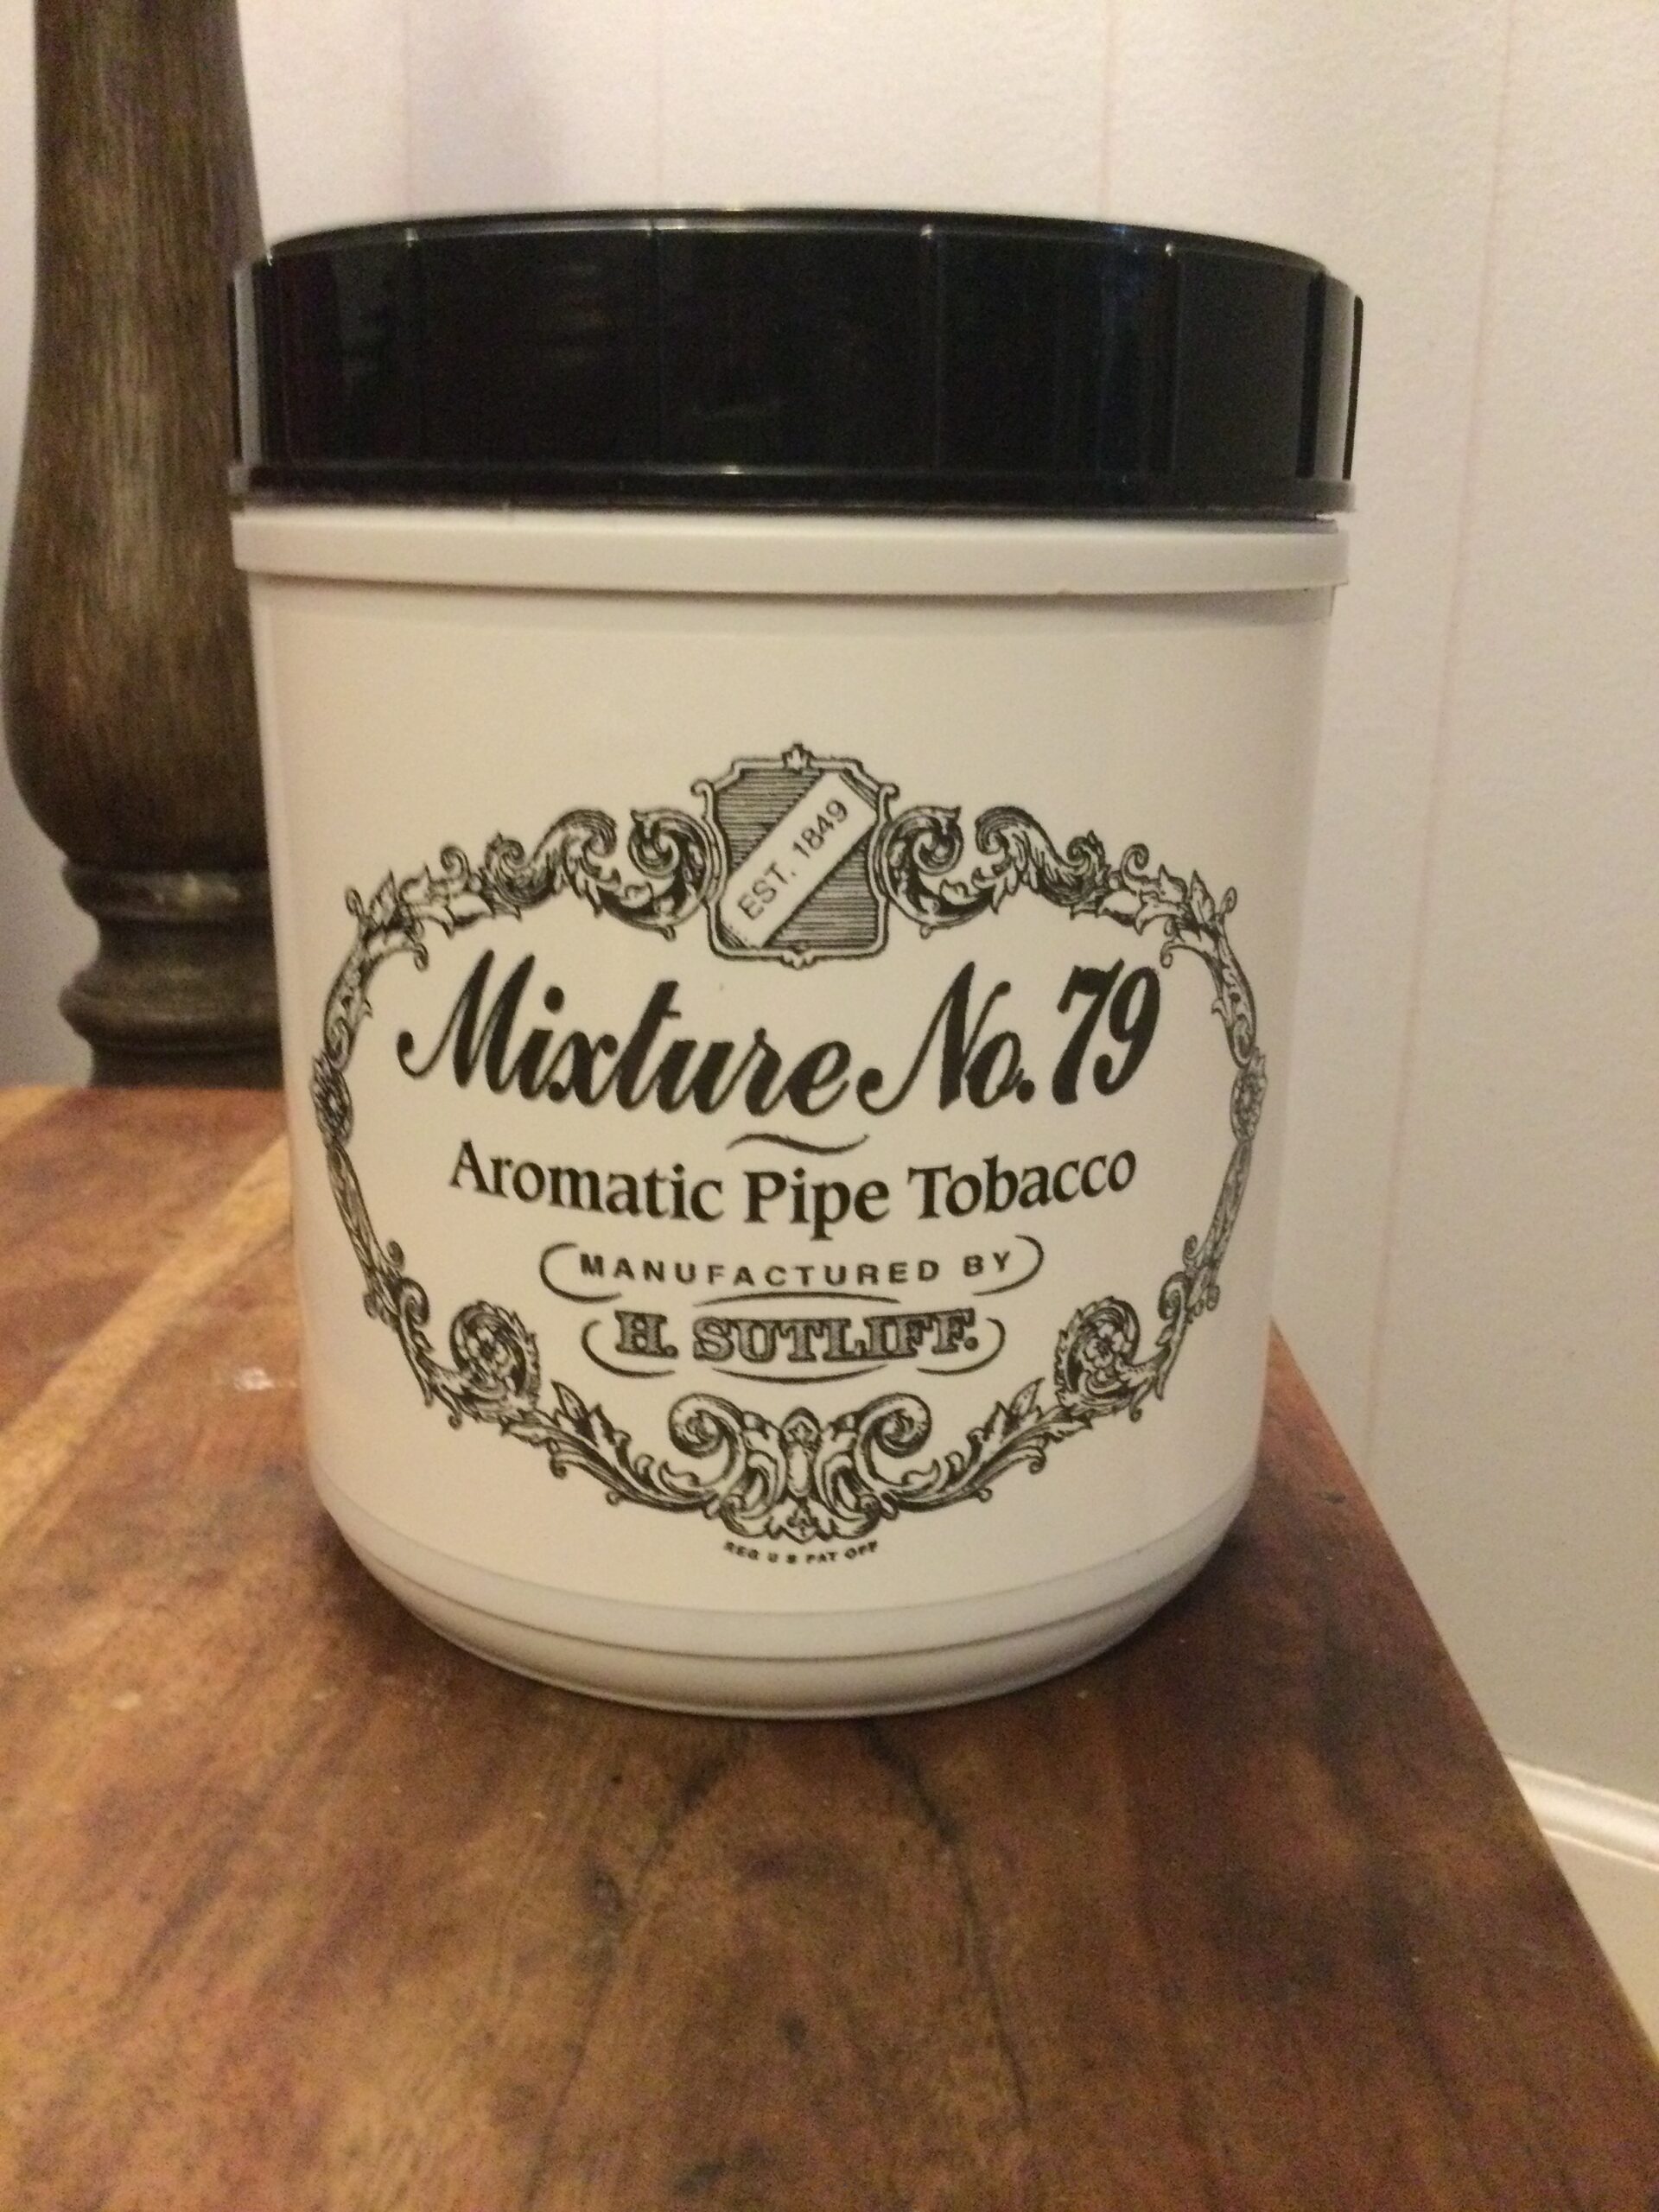 EST. 1849
Mixture No. 79
Aromatic Pipe Tobacco
MANUFACTURED BY
H. SUTLIFF.
REG U S PAT OFF